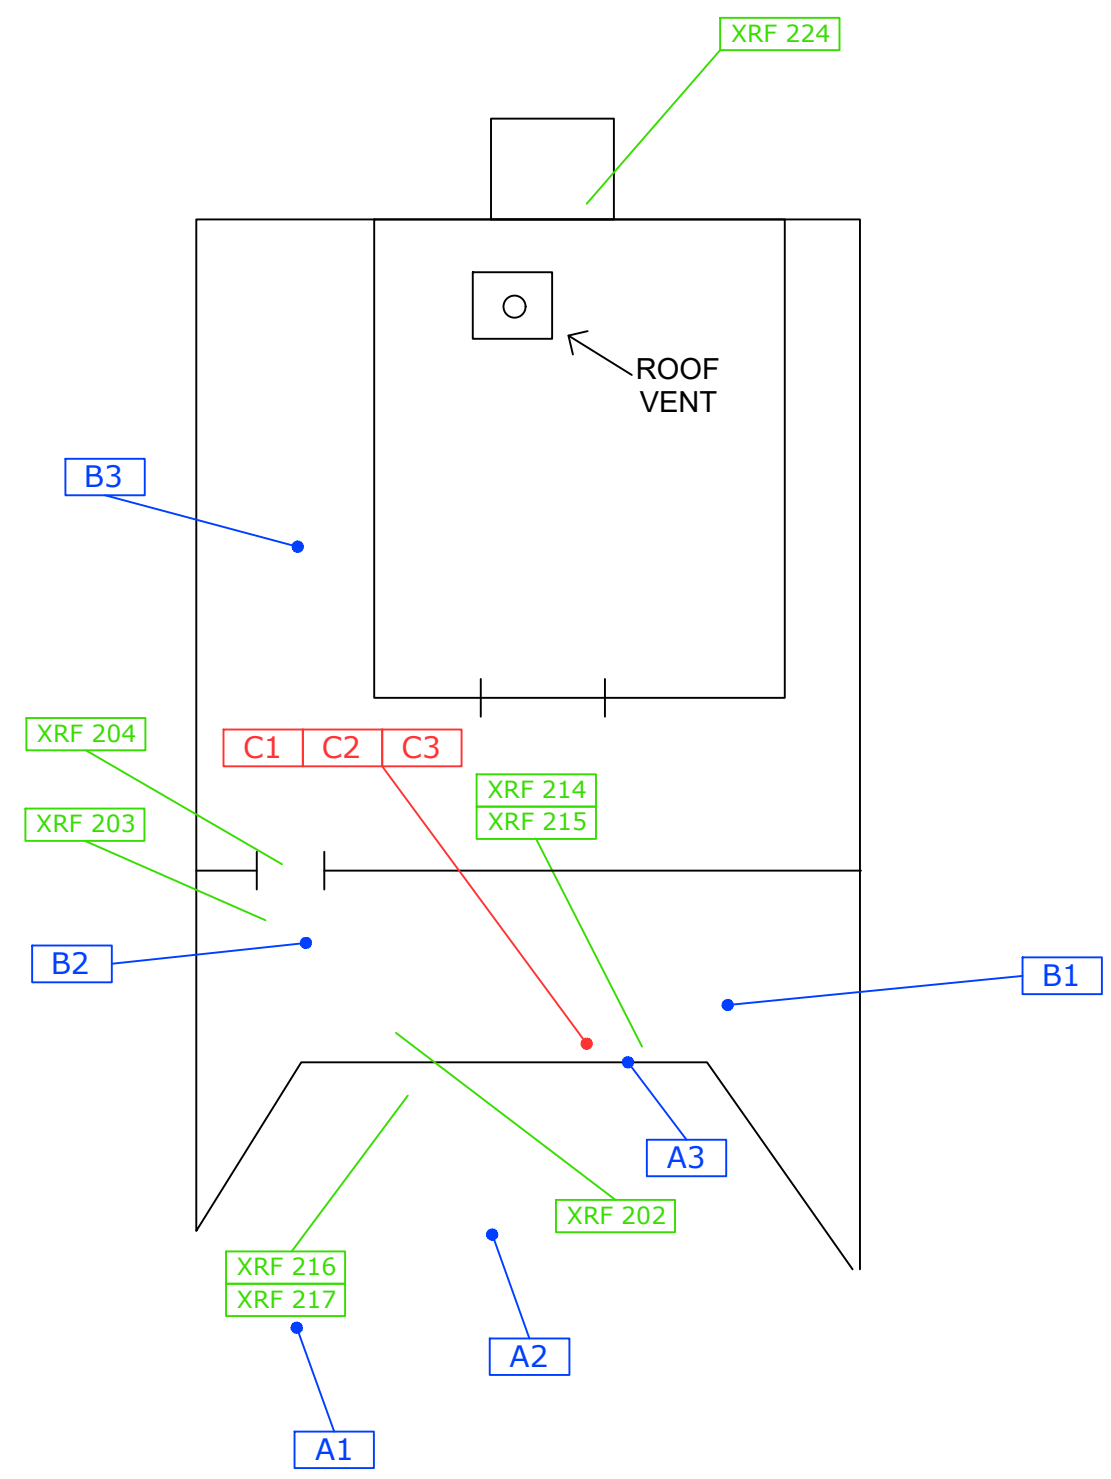 XRF 224
ROOF
VENT
B3
XRF 204
C1 C2 C3
XRF 214
XRF 215
XRF 203
B2
B1
A3
XRF 202
XRF 216
XRF 217
A2
A1